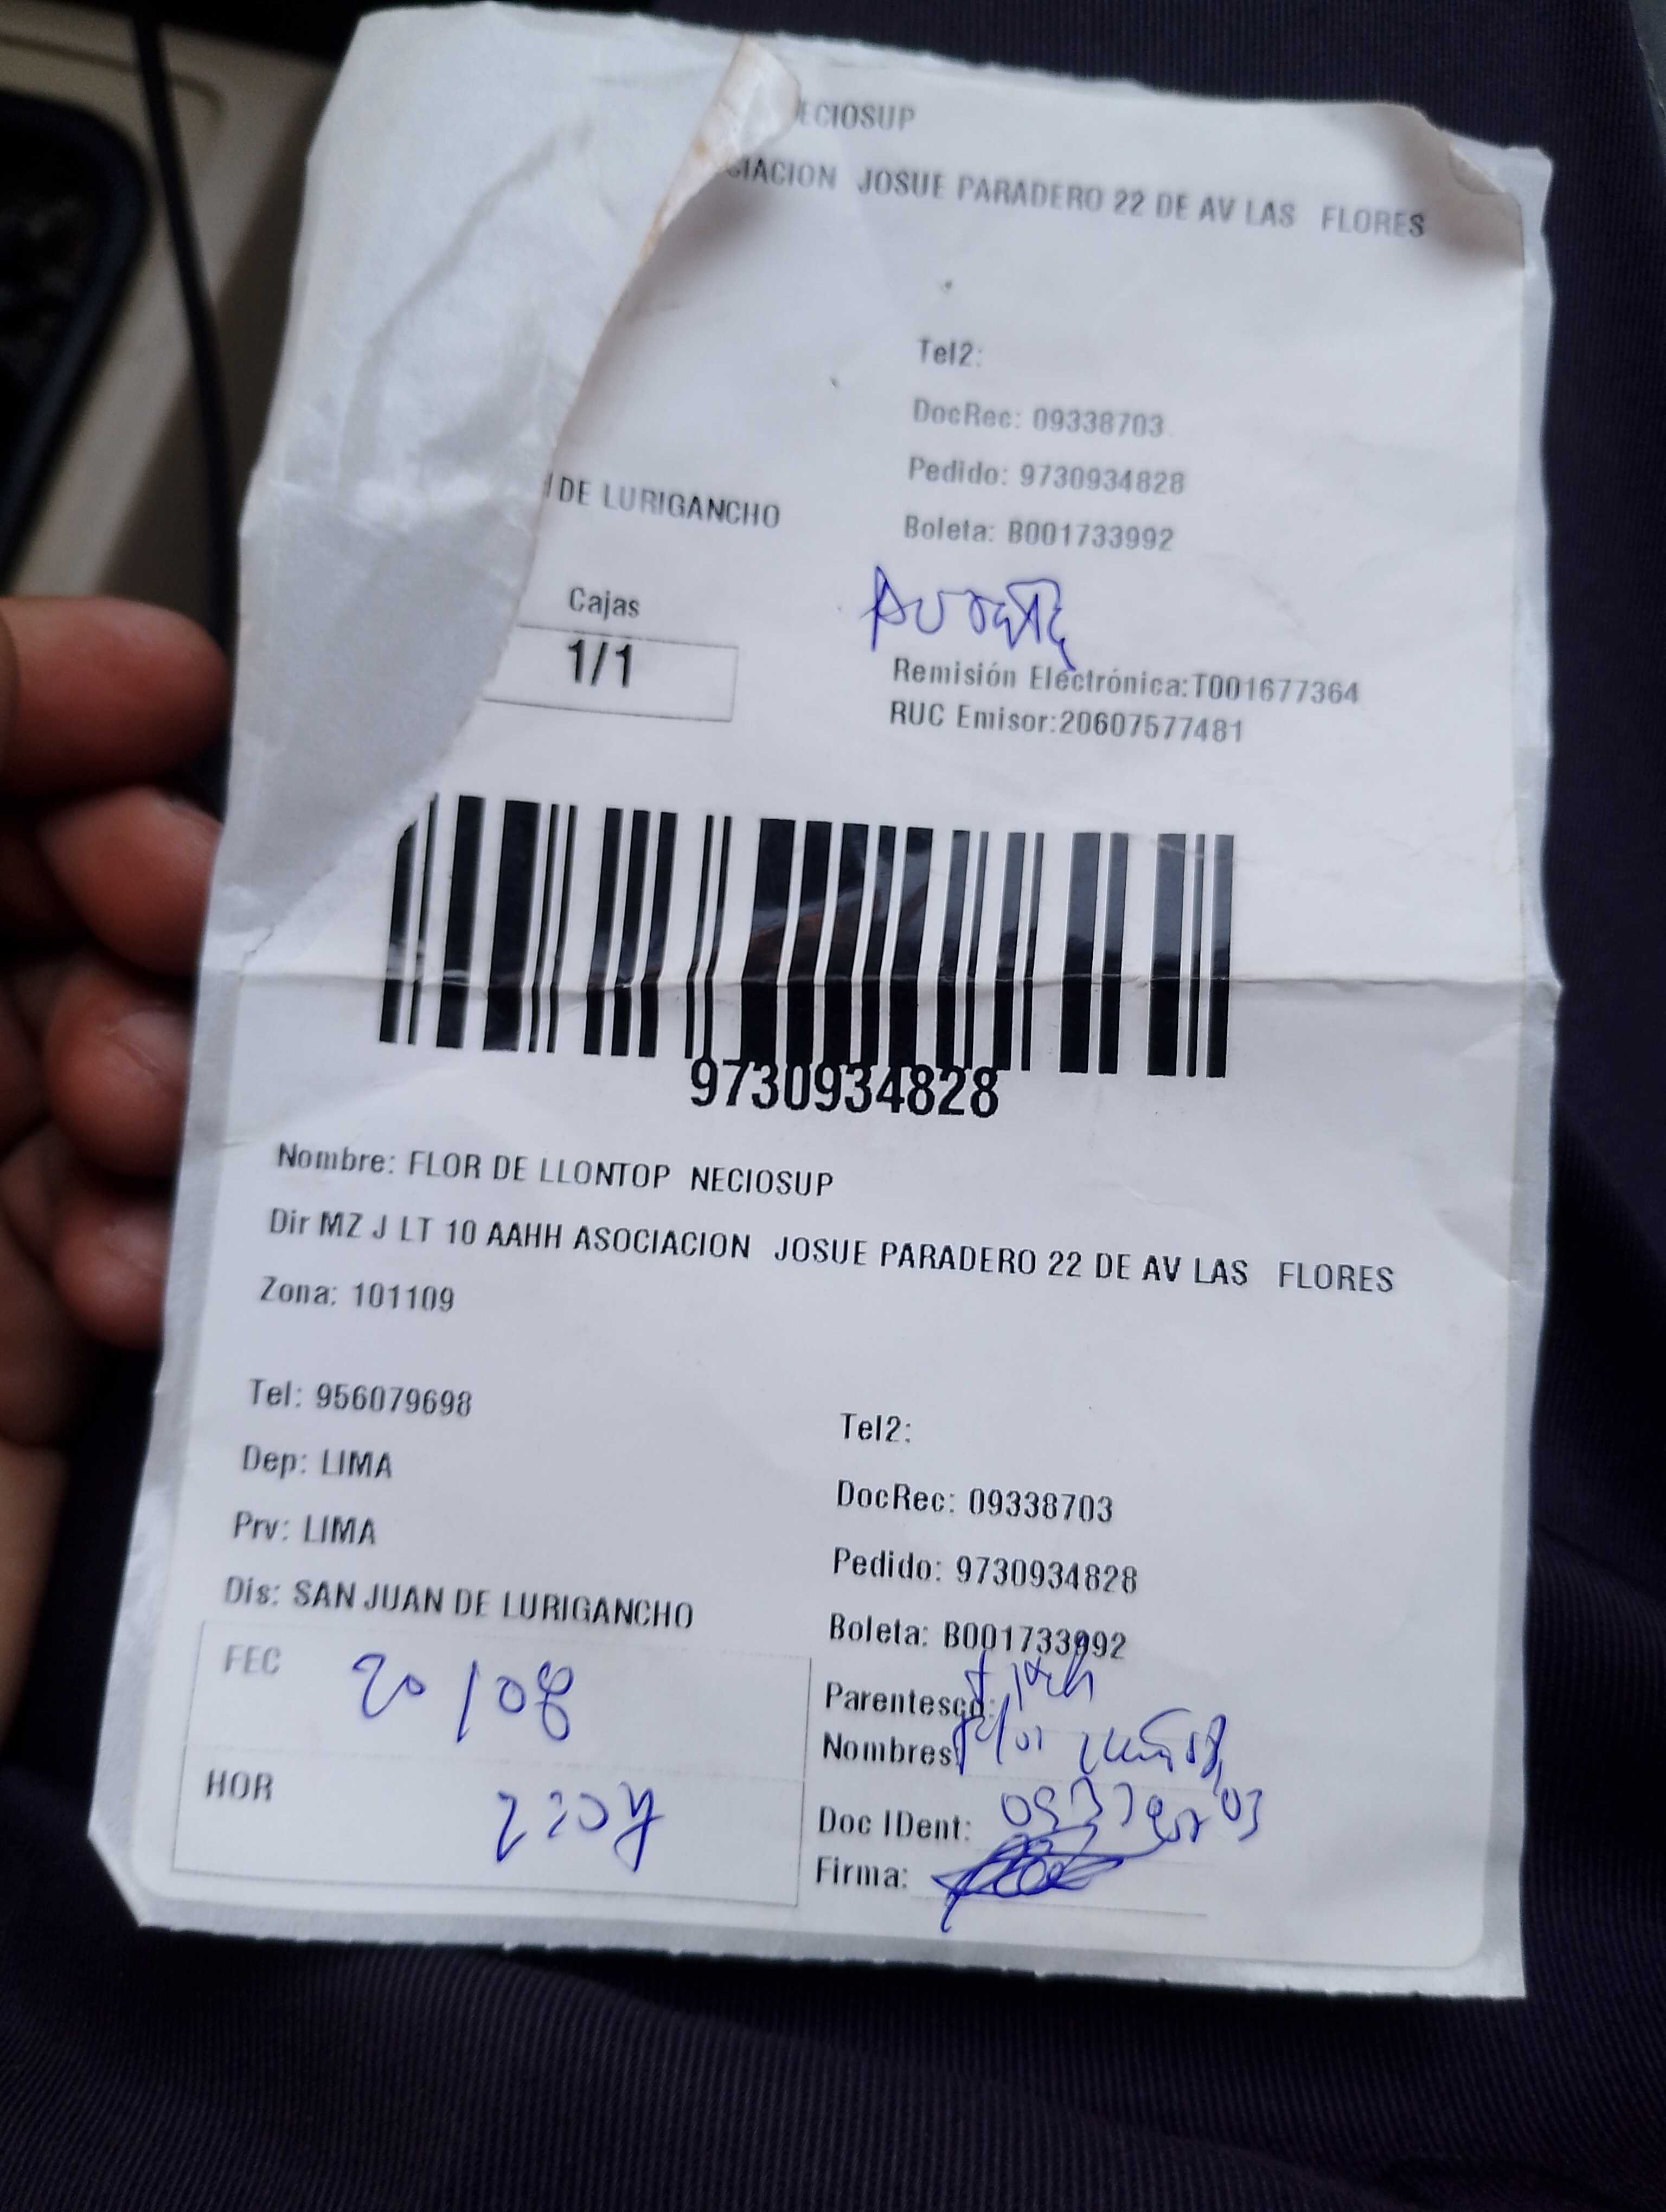 ECIOSUP
CIACION JOSUE PARADERO 22 DE AV LAS FLORES
Tel2:
DocRec: 09338703
Pedido: 9730934828
DE LURIGANCHO
Boleta: B001733992
Cajas
1/1
Remisión Electrónica:T001677364
RUC Emisor:20607577481
9730934828
Nombre: FLOR DE LLONTOP NECIOSUP
Dir MZ J LT 10 AAHH ASOCIACION JOSUE PARADERO 22 DE AV LAS FLORES
Zona: 101109
Tel: 956079698
Tel2:
Dep: LIMA
DocRec: 09338703
Prv: LIMA
Pedido: 9730934828
Dis: SAN JUAN DE LURIGANCHO
Boleta: B001733992
FEC 20/08
Parentesco:
Nombres
HOR
Doc IDent:
Firma: